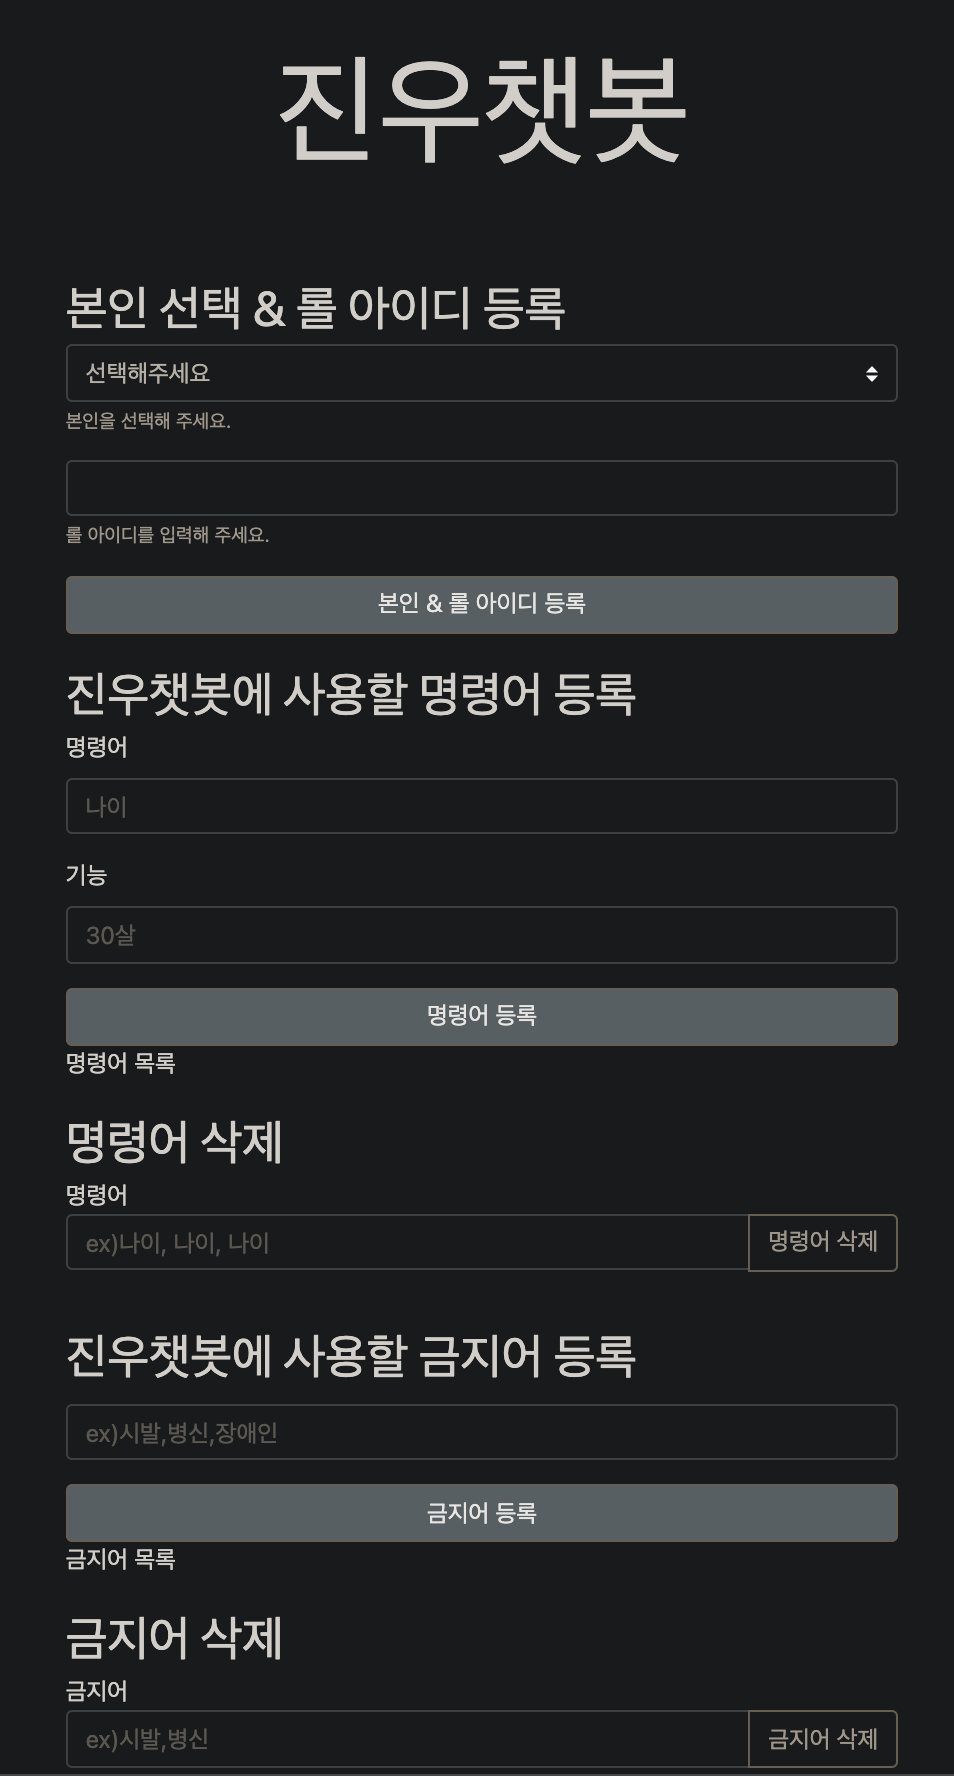 진우챗봇
본인 선택 & 롤 아이디 등록
선택해주세요
본인을 선택해 주세요.
롤 아이디를 입력해 주세요.
본인 & 롤 아이디 등록
진우챗봇에 사용할 명령어 등록
명령어
나이
기능
30살
명령어 등록
명령어 목록
명령어 삭제
명령어
ex)나이, 나이, 나이
명령어 삭제
진우챗봇에 사용할 금지어 등록
ex)시발,병신,장애인
금지어 등록
금지어 목록
금지어 삭제
금지어
ex)시발,병신
금지어 삭제